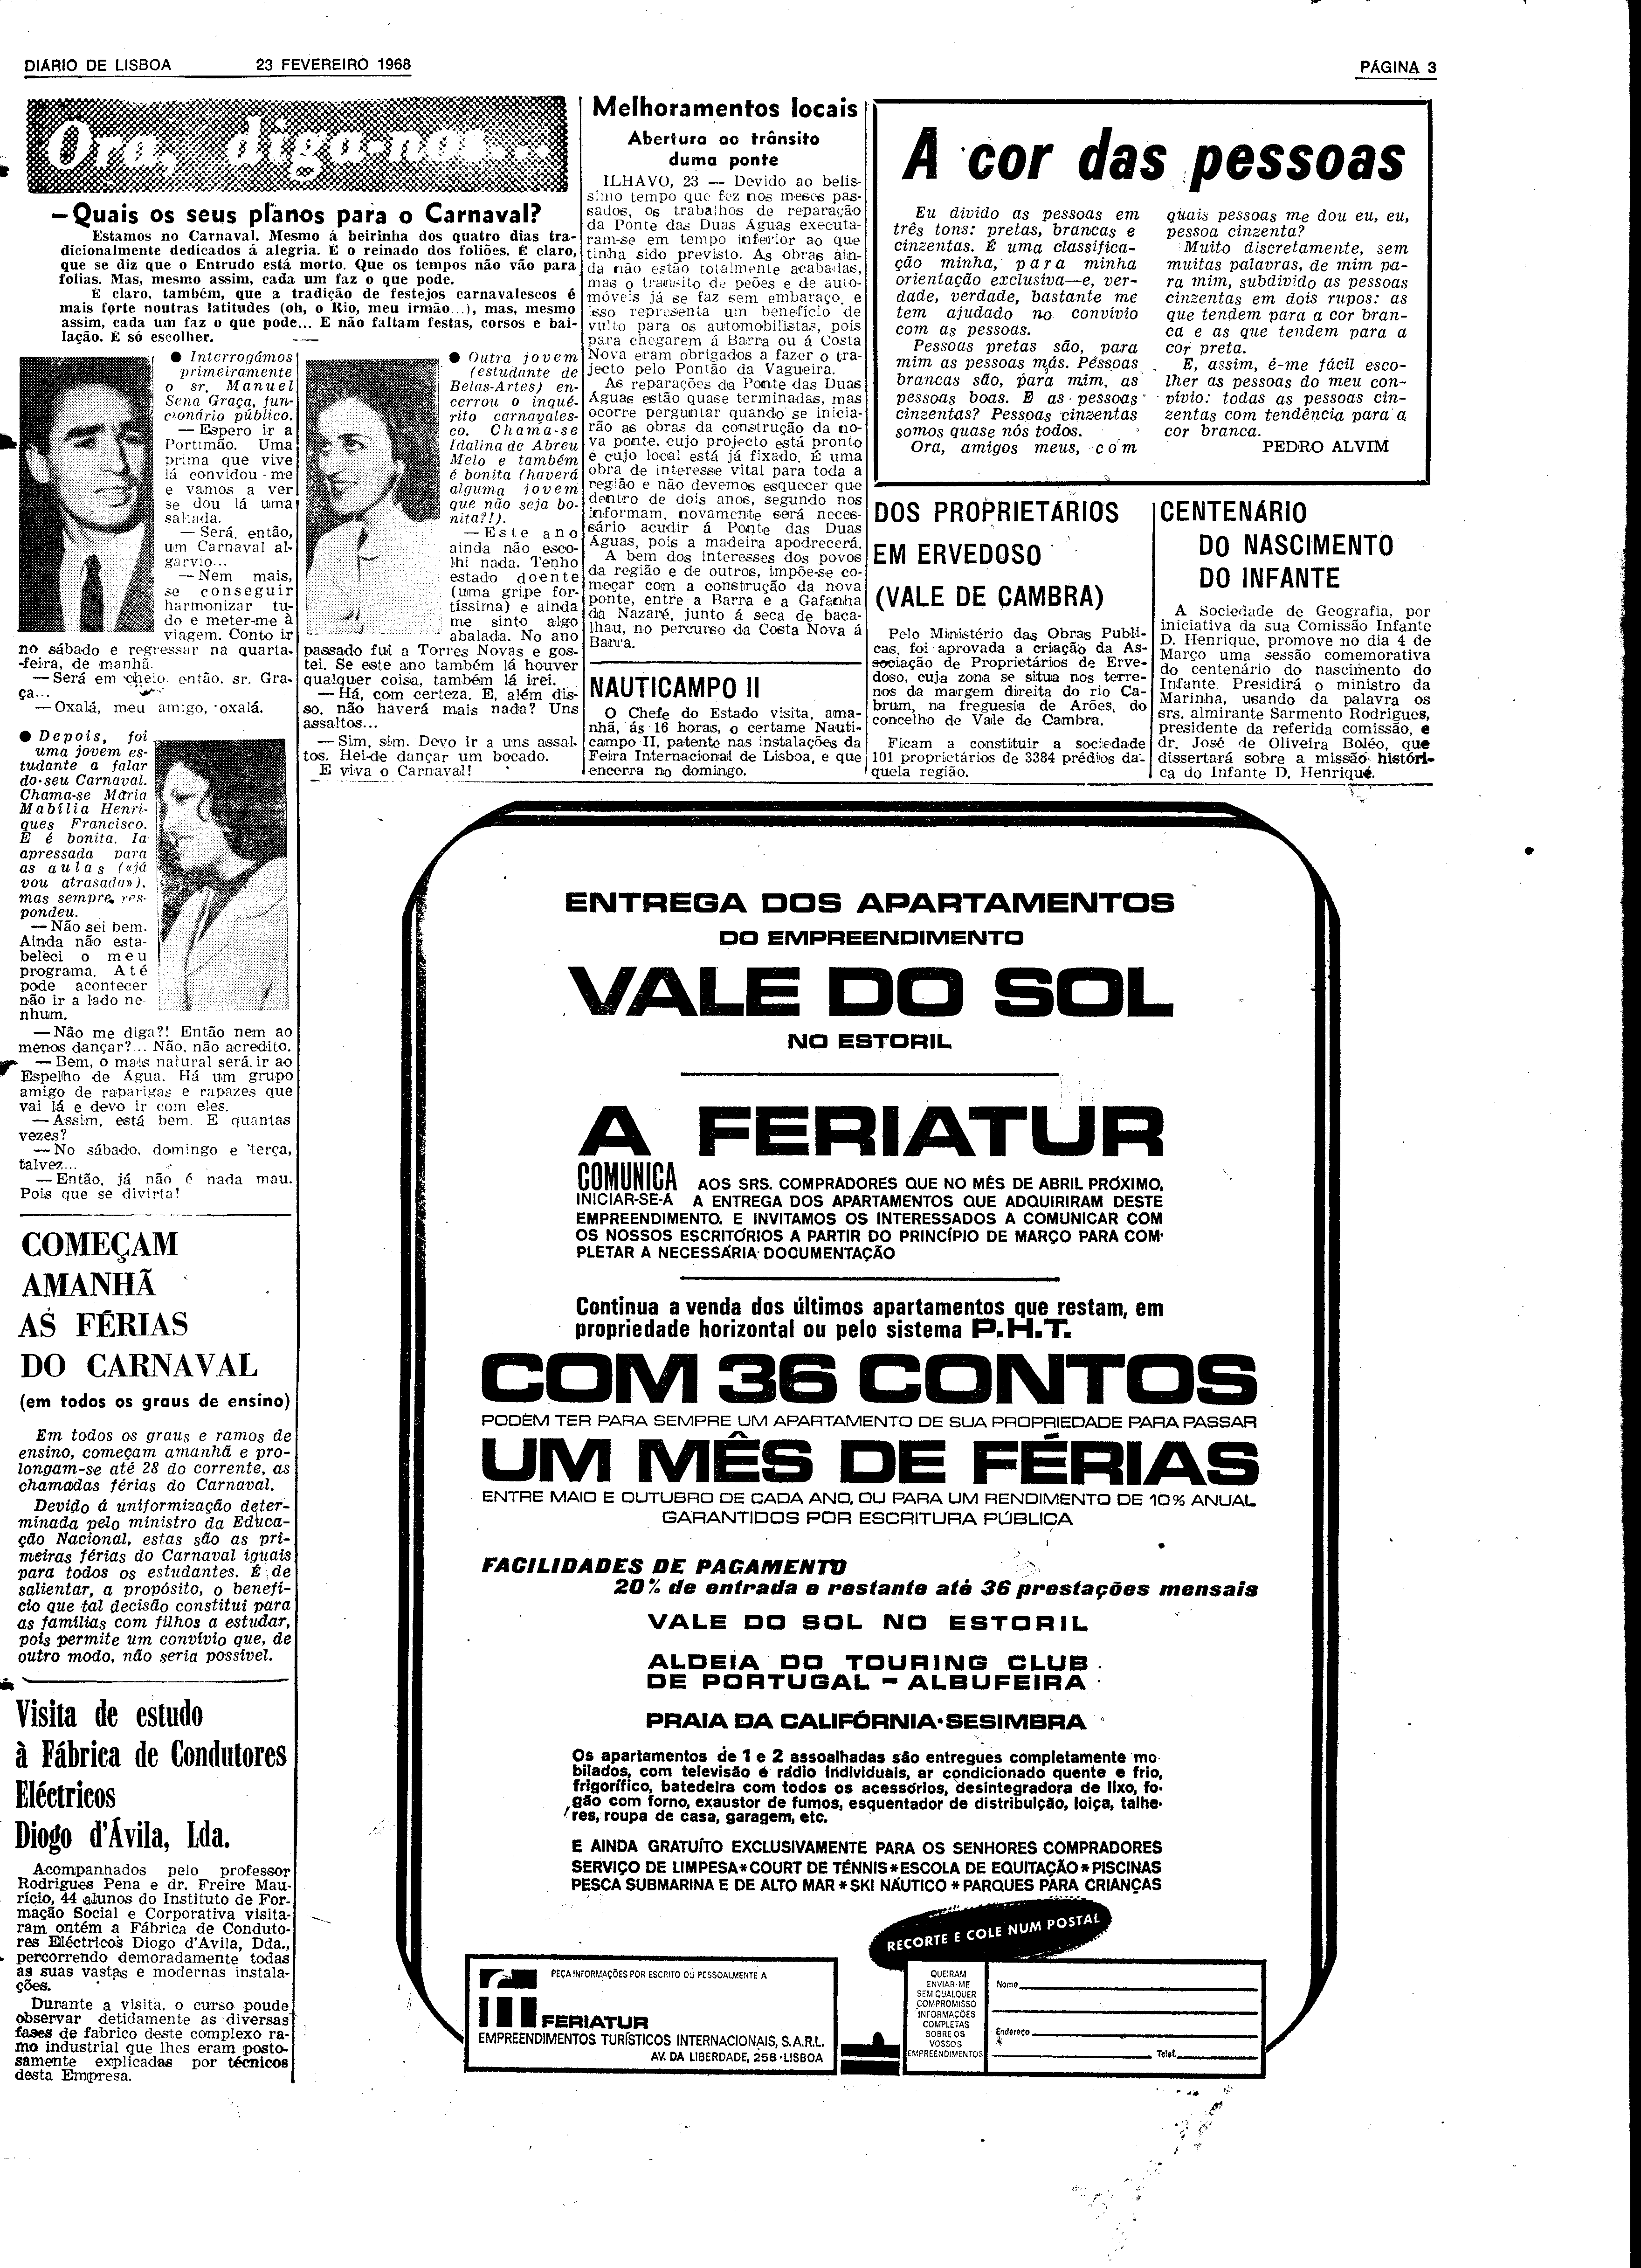 DIÁRIO DE LISBOA 23 FEVEREIRO 1968
PÁGINA 3
Ora, diga-nos...
—Quais os seus planos para o Carnaval?
Estamos no Carnaval. Mesmo á beirinha dos quatro dias tra-
dicionalmente dedicados á alegria. É o reinado dos foliões. É claro,
que se diz que o Entrudo está morto. Que os tempos não vão para
folias. Mas, mesmo assim, cada um faz o que pode.
É claro, também, que a tradição de festejos carnavalescos é
mais forte noutras latitudes (oh, o Rio, meu irmão...), mas, mesmo
assim, cada um faz o que pode... E não faltam festas, corsos e bai-
lação. É só escolher.
● Interrogámos
primeiramente
o sr. Manuel
Sena Graça, fun-
cionário público.
— Espero ir a
Portimão. Uma
prima que vive
lá convidou-me
e vamos a ver
se dou lá uma
saltada.
— Será, então,
um Carnaval al-
garvio...
— Nem mais,
se conseguir
harmonizar tu-
do e meter-me à
viagem. Conto ir
no sábado e regressar na quarta-
-feira, de manhã.
— Será em cheio, então, sr. Gra-
ça...
— Oxalá, meu amigo, oxalá.
● Depois, foi
uma jovem es-
tudante a falar
do seu Carnaval.
Chama-se Maria
Mabília Henri-
ques Francisco.
E é bonita. Ia
apressada para
as aulas («já
vou atrasada»),
mas sempre res-
pondeu.
— Não sei bem.
Ainda não esta-
beleci o meu
programa. Até
pode acontecer
não ir a lado ne-
nhum.
— Não me diga?! Então nem ao
menos dançar?... Não, não acredito.
— Bem, o mais natural será ir ao
Espelho de Água. Há um grupo
amigo de raparigas e rapazes que
vai lá e devo ir com eles.
— Assim, está bem. E quantas
vezes?
— No sábado, domingo e terça,
talvez...
— Então, já não é nada mau.
Pois que se divirta!
● Outra jovem
(estudante de
Belas-Artes) en-
cerrou o inqué-
rito carnavales-
co. Chama-se
Idalina de Abreu
Melo e também
é bonita (haverá
alguma jovem
que não seja bo-
nita?!).
— Este ano
ainda não esco-
lhi nada. Tenho
estado doente
(uma gripe for-
tíssima) e ainda
me sinto algo
abalada. No ano
passado fui a Torres Novas e gos-
tei. Se este ano também lá houver
qualquer coisa, também lá irei.
— Há, com certeza. E, além dis-
so, não haverá mais nada? Uns
assaltos...
— Sim, sim. Devo ir a uns assal-
tos. Hei-de dançar um bocado.
E viva o Carnaval!
COMEÇAM
AMANHÃ
AS FÉRIAS
DO CARNAVAL
(em todos os graus de ensino)
Em todos os graus e ramos de
ensino, começam amanhã e pro-
longam-se até 28 do corrente, as
chamadas férias do Carnaval.
Devido á uniformização deter-
minada pelo ministro da Educa-
ção Nacional, estas são as pri-
meiras férias do Carnaval iguais
para todos os estudantes. É de
salientar, a propósito, o benefí-
cio que tal decisão constitui para
as famílias com filhos a estudar,
pois permite um convívio que, de
outro modo, não seria possível.
Visita de estudo
à Fábrica de Condutores
Eléctricos
Diogo d'Ávila, Lda.
Acompanhados pelo professor
Rodrigues Pena e dr. Freire Mau-
rício, 44 alunos do Instituto de For-
mação Social e Corporativa visita-
ram ontém a Fábrica de Conduto-
res Eléctricos Diogo d'Avila, Dda.,
percorrendo demoradamente todas
as suas vastas e modernas instala-
ções.
Durante a visita, o curso poude
observar detidamente as diversas
fases de fabrico deste complexo ra-
mo industrial que lhes eram posto-
samente explicadas por técnicos
desta Empresa.
Melhoramentos locais
Abertura ao trânsito
duma ponte
ILHAVO, 23 — Devido ao belís-
simo tempo que fez nos meses pas-
sados, os trabalhos de reparação
da Ponte das Duas Águas executa-
ram-se em tempo inferior ao que
tinha sido previsto. As obras ain-
da não estão totalmente acabadas,
mas o transito de peões e de auto-
móveis já se faz sem embaraço, e
isso representa um beneficio de
vulto para os automobilistas, pois
para chegarem á Barra ou á Costa
Nova eram obrigados a fazer o tra-
jecto pelo Pontão da Vagueira.
As reparações da Ponte das Duas
Águas estão quase terminadas, mas
ocorre perguntar quando se inicia-
rão as obras da construção da no-
va ponte, cujo projecto está pronto
e cujo local está já fixado. É uma
obra de interesse vital para toda a
região e não devemos esquecer que
dentro de dois anos, segundo nos
informam, novamente será neces-
sário acudir á Ponte das Duas
Águas, pois a madeira apodrecerá.
A bem dos interesses dos povos
da região e de outros, impõe-se co-
meçar com a construção da nova
ponte, entre a Barra e a Gafanha
da Nazaré, junto á seca de baca-
lhau, no percurso da Costa Nova á
Barra.
NAUTICAMPO II
O Chefe do Estado visita, ama-
nhã, ás 16 horas, o certame Nauti-
campo II, patente nas instalações da
Feira Internacional de Lisboa, e que
encerra no domingo.
A cor das pessoas
Eu divido as pessoas em
três tons: pretas, brancas e
cinzentas. É uma classifica-
ção minha, para minha
orientação exclusiva—e, ver-
dade, verdade, bastante me
tem ajudado no convívio
com as pessoas.
Pessoas pretas são, para
mim as pessoas más. Pessoas
brancas são, para mim, as
pessoas boas. E as pessoas
cinzentas? Pessoas cinzentas
somos quase nós todos.
Ora, amigos meus, com
quais pessoas me dou eu, eu,
pessoa cinzenta?
Muito discretamente, sem
muitas palavras, de mim pa-
ra mim, subdivido as pessoas
cinzentas em dois rupos: as
que tendem para a cor bran-
ca e as que tendem para a
cor preta.
E, assim, é-me fácil esco-
lher as pessoas do meu con-
vívio: todas as pessoas cin-
zentas com tendência para a
cor branca.
PEDRO ALVIM
DOS PROPRIETÁRIOS
EM ERVEDOSO
(VALE DE CAMBRA)
Pelo Ministério das Obras Publi-
cas, foi aprovada a criação da As-
sociação de Proprietários de Erve-
doso, cuja zona se situa nos terre-
nos da margem direita do rio Ca-
brum, na freguesia de Arões, do
concelho de Vale de Cambra.
Ficam a constituir a sociedade
101 proprietários de 3384 prédios da-
quela região.
CENTENÁRIO
DO NASCIMENTO
DO INFANTE
A Sociedade de Geografia, por
iniciativa da sua Comissão Infante
D. Henrique, promove no dia 4 de
Março uma sessão comemorativa
do centenário do nascimento do
Infante Presidirá o ministro da
Marinha, usando da palavra os
srs. almirante Sarmento Rodrigues,
presidente da referida comissão, e
dr. José de Oliveira Boléo, que
dissertará sobre a missão históri-
ca do Infante D. Henrique.
ENTREGA DOS APARTAMENTOS
DO EMPREENDIMENTO
VALE DO SOL
NO ESTORIL
A FERIATUR
COMUNICA AOS SRS. COMPRADORES QUE NO MÊS DE ABRIL PRÓXIMO,
INICIAR-SE-Á A ENTREGA DOS APARTAMENTOS QUE ADQUIRIRAM DESTE
EMPREENDIMENTO. E INVITAMOS OS INTERESSADOS A COMUNICAR COM
OS NOSSOS ESCRITÓRIOS A PARTIR DO PRINCÍPIO DE MARÇO PARA COM-
PLETAR A NECESSÁRIA DOCUMENTAÇÃO
Continua a venda dos últimos apartamentos que restam, em
propriedade horizontal ou pelo sistema P.H.T.
COM 36 CONTOS
PODEM TER PARA SEMPRE UM APARTAMENTO DE SUA PROPRIEDADE PARA PASSAR
UM MÊS DE FÉRIAS
ENTRE MAIO E OUTUBRO DE CADA ANO, OU PARA UM RENDIMENTO DE 10% ANUAL
GARANTIDOS POR ESCRITURA PÚBLICA
FACILIDADES DE PAGAMENTO
20% de entrada e restante até 36 prestações mensais
VALE DO SOL NO ESTORIL
ALDEIA DO TOURING CLUB
DE PORTUGAL - ALBUFEIRA
PRAIA DA CALIFÓRNIA-SESIMBRA
Os apartamentos de 1 e 2 assoalhadas são entregues completamente mo-
bilados, com televisão e rádio individuais, ar condicionado quente e frio,
frigorífico, batedeira com todos os acessórios, desintegradora de lixo, fo-
gão com forno, exaustor de fumos, esquentador de distribuição, loiça, talhe-
res, roupa de casa, garagem, etc.
E AINDA GRATUÍTO EXCLUSIVAMENTE PARA OS SENHORES COMPRADORES
SERVIÇO DE LIMPESA*COURT DE TÉNNIS*ESCOLA DE EQUITAÇÃO*PISCINAS
PESCA SUBMARINA E DE ALTO MAR*SKI NÁUTICO*PARQUES PARA CRIANÇAS
RECORTE E COLE NUM POSTAL
PEÇA INFORMAÇÕES POR ESCRITO OU PESSOALMENTE A
FERIATUR
EMPREENDIMENTOS TURÍSTICOS INTERNACIONAIS, S.A.R.L.
AV. DA LIBERDADE, 258-LISBOA
QUEIRAM
ENVIAR-ME
SEM QUALQUER
COMPROMISSO
INFORMAÇÕES
COMPLETAS
SOBRE OS
VOSSOS
EMPREENDIMENTOS
Nome
Endereço
Telef.